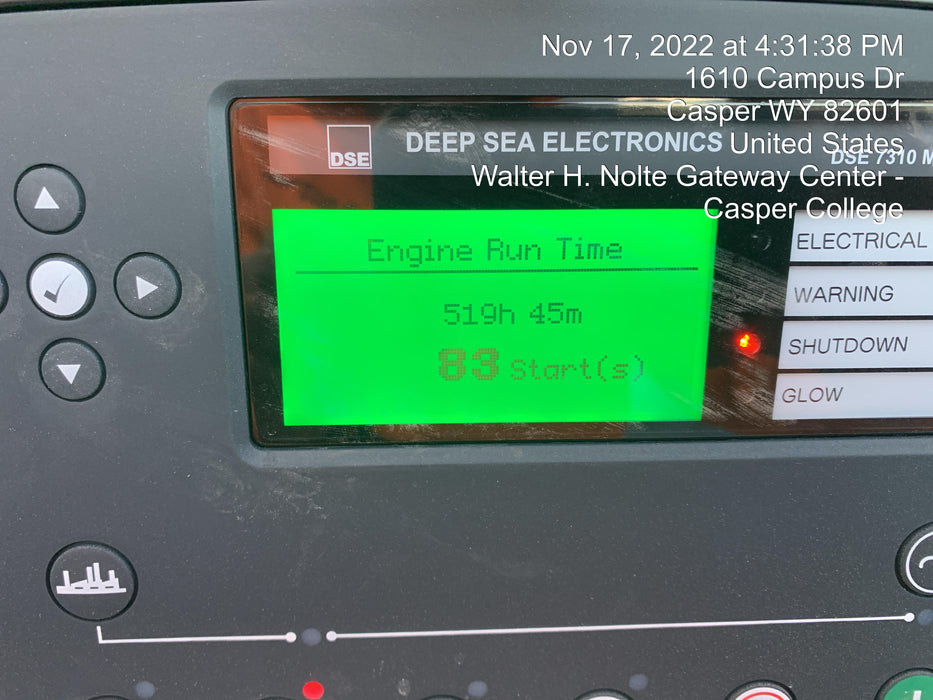 Nov 17, 2022 at 4:31:38 PM
1610 Campus Dr
Casper WY 82601
United States
Walter H. Nolte Gateway Center -
Casper College
DSE
DEEP SEA ELECTRONICS
DSE 7310 M
Engine Run Time
519h 45m
83 Start(s)
ELECTRICAL
WARNING
SHUTDOWN
GLOW